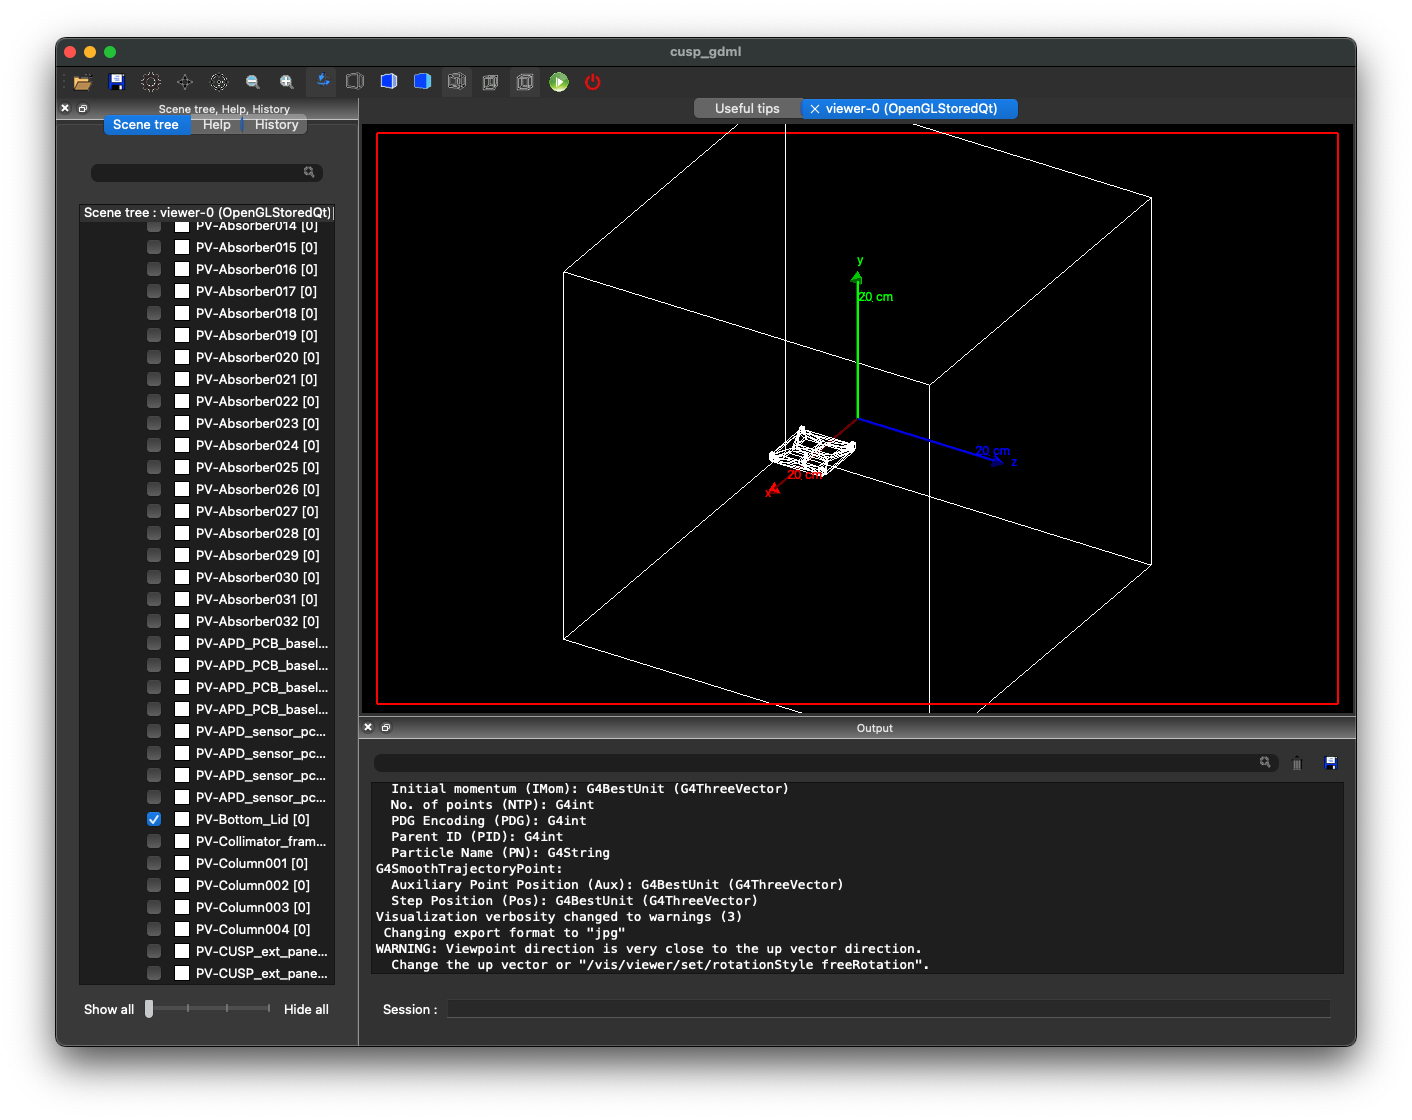 cusp_gdml
Scene tree, Help, History
Scene tree
Help
History
Scene tree : viewer-0 (OpenGLStoredQt)
PV-Absorber014 [0]
PV-Absorber015 [0]
PV-Absorber016 [0]
PV-Absorber017 [0]
PV-Absorber018 [0]
PV-Absorber019 [0]
PV-Absorber020 [0]
PV-Absorber021 [0]
PV-Absorber022 [0]
PV-Absorber023 [0]
PV-Absorber024 [0]
PV-Absorber025 [0]
PV-Absorber026 [0]
PV-Absorber027 [0]
PV-Absorber028 [0]
PV-Absorber029 [0]
PV-Absorber030 [0]
PV-Absorber031 [0]
PV-Absorber032 [0]
PV-APD_PCB_basel...
PV-APD_PCB_basel...
PV-APD_PCB_basel...
PV-APD_PCB_basel...
PV-APD_sensor_pc...
PV-APD_sensor_pc...
PV-APD_sensor_pc...
PV-APD_sensor_pc...
PV-Bottom_Lid [0]
PV-Collimator_fram...
PV-Column001 [0]
PV-Column002 [0]
PV-Column003 [0]
PV-Column004 [0]
PV-CUSP_ext_pane...
PV-CUSP_ext_pane...
Show all
Hide all
Useful tips
viewer-0 (OpenGLStoredQt)
y
20 cm
20 cm
z
20 cm
x
Output
Initial momentum (IMom): G4BestUnit (G4ThreeVector)
No. of points (NTP): G4int
PDG Encoding (PDG): G4int
Parent ID (PID): G4int
Particle Name (PN): G4String
G4SmoothTrajectoryPoint:
Auxiliary Point Position (Aux): G4BestUnit (G4ThreeVector)
Step Position (Pos): G4BestUnit (G4ThreeVector)
Visualization verbosity changed to warnings (3)
Changing export format to "jpg"
WARNING: Viewpoint direction is very close to the up vector direction.
Change the up vector or "/vis/viewer/set/rotationStyle freeRotation".
Session :